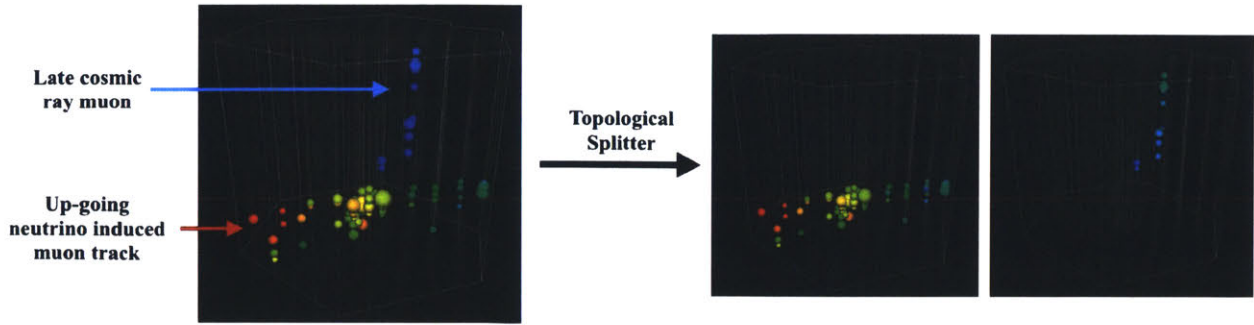 Late cosmic
ray muon
Up-going
neutrino induced
muon track
Topological
Splitter